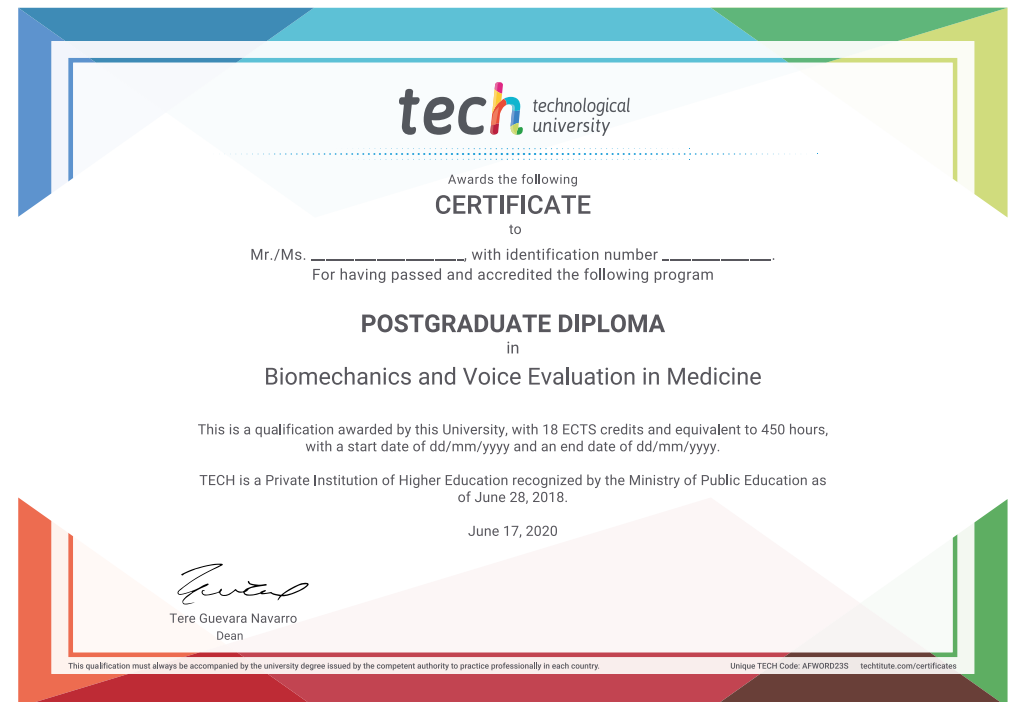 tech technological
university
Awards the following
CERTIFICATE
to
Mr./Ms. ____________________, with identification number ______________.
For having passed and accredited the following program
POSTGRADUATE DIPLOMA
in
Biomechanics and Voice Evaluation in Medicine
This is a qualification awarded by this University, with 18 ECTS credits and equivalent to 450 hours,
with a start date of dd/mm/yyyy and an end date of dd/mm/yyyy.
TECH is a Private Institution of Higher Education recognized by the Ministry of Public Education as
of June 28, 2018.
June 17, 2020
Tere Guevara Navarro
Dean
This qualification must always be accompanied by the university degree issued by the competent authority to practice professionally in each country.
Unique TECH Code: AFWORD23S techtitute.com/certificates